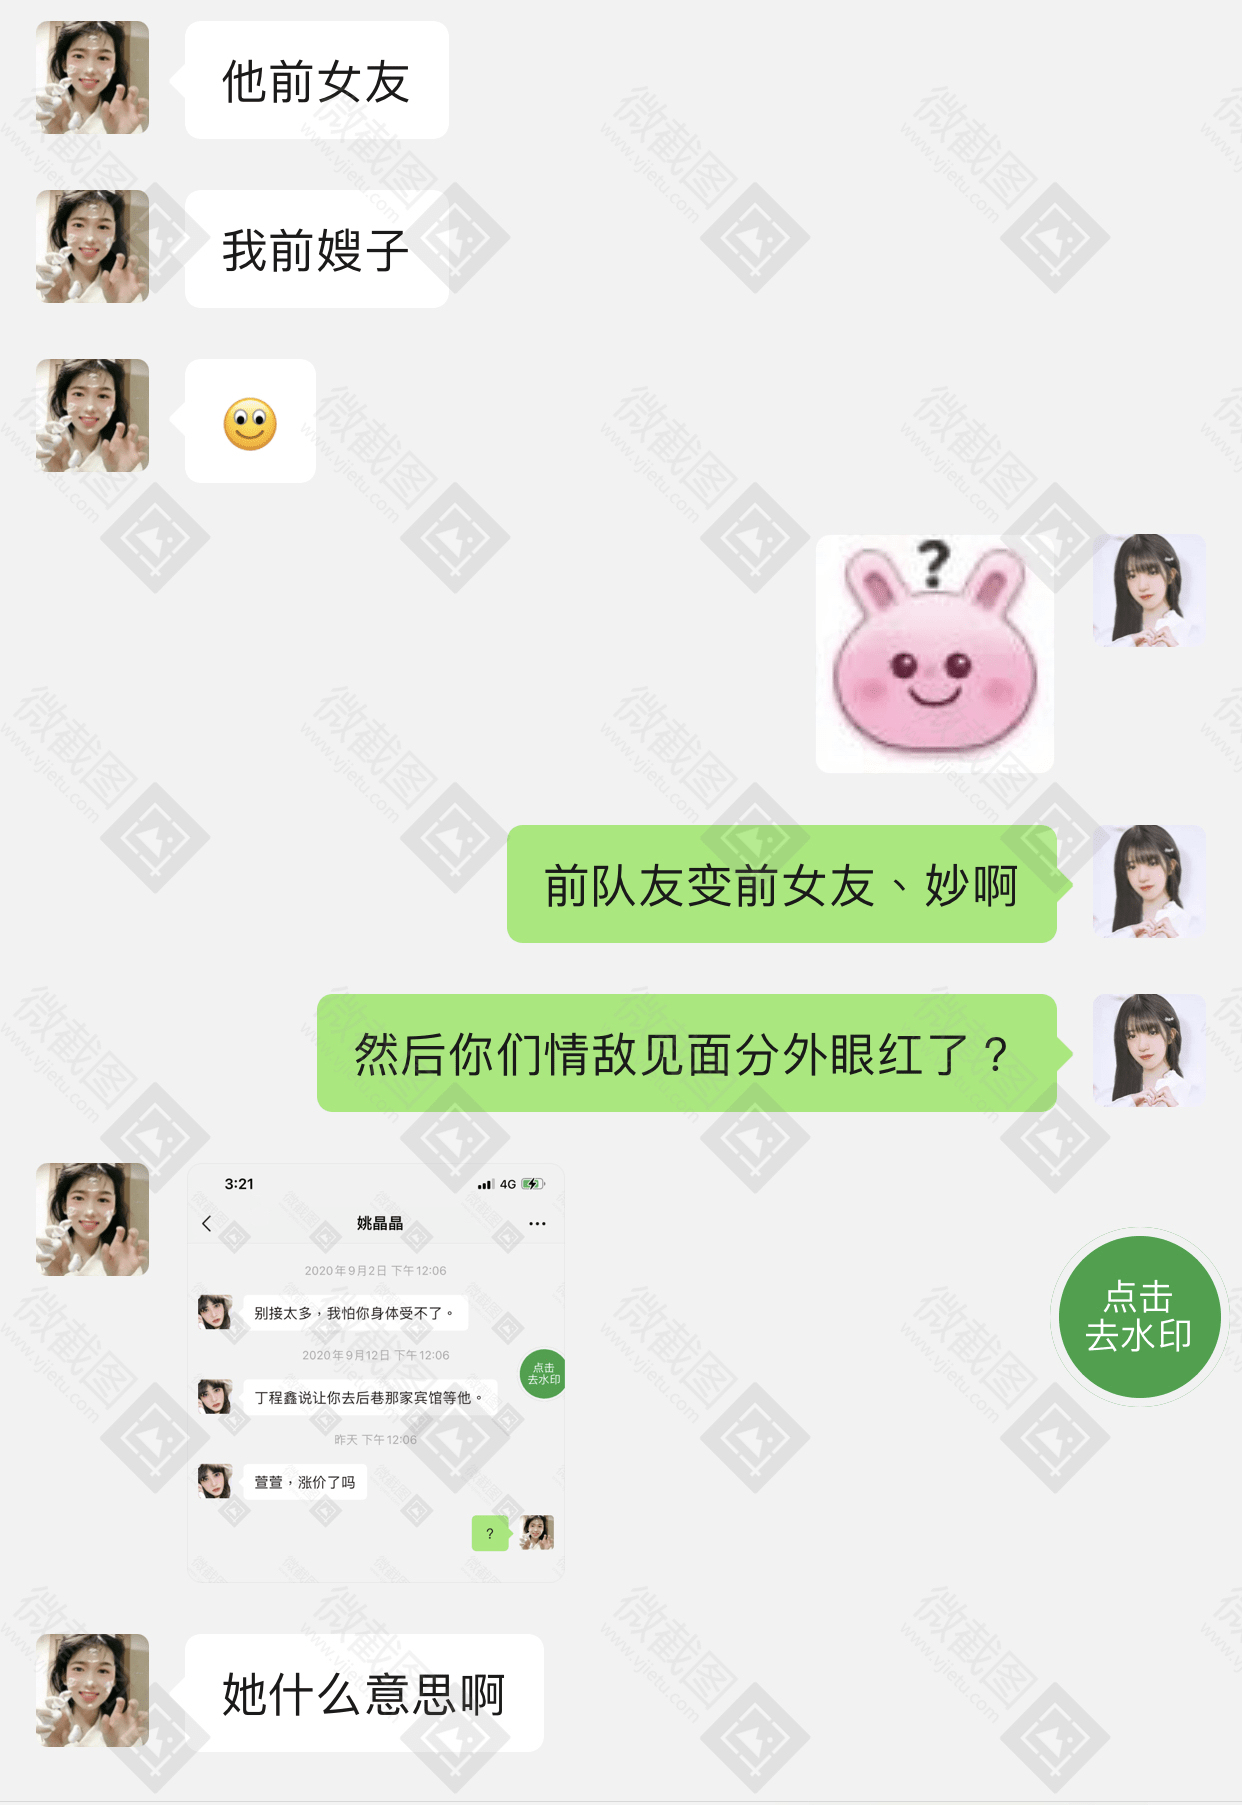 他前女友
我前嫂子
?
前队友变前女友、妙啊
然后你们情敌见面分外眼红了？
3:21
4G
姚晶晶
2020年9月2日 下午12:06
别接太多，我怕你身体受不了。
2020年9月12日 下午12:06
丁程鑫说让你去后巷那家宾馆等他。
昨天 下午12:06
萱萱，涨价了吗
？
点击
去水印
点击
去水印
她什么意思啊
微截图
www.vjietu.com